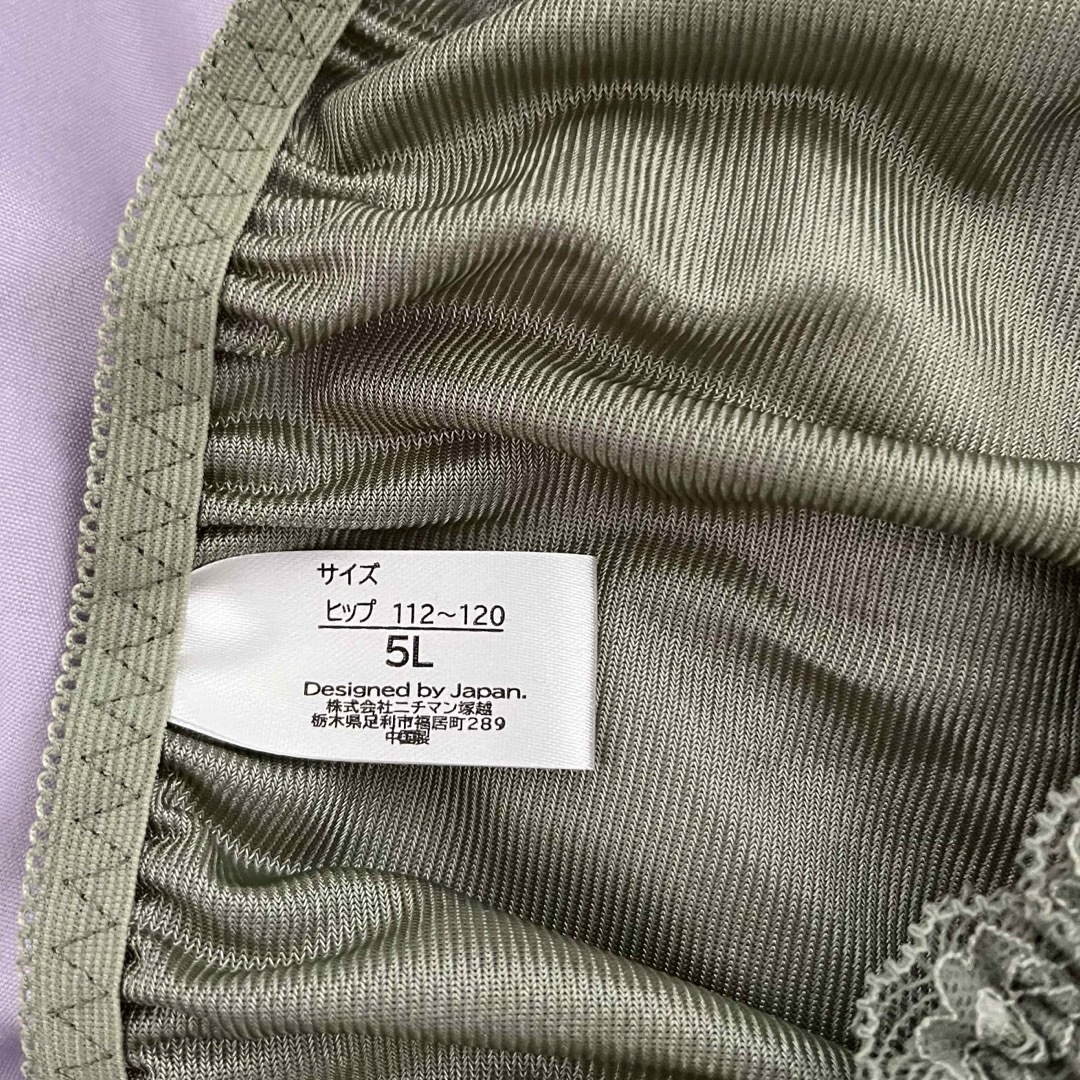 サイズ
ヒップ 112～120
5L
Designed by Japan.
株式会社ニチマン塚越
栃木県足利市福居町289
中国製